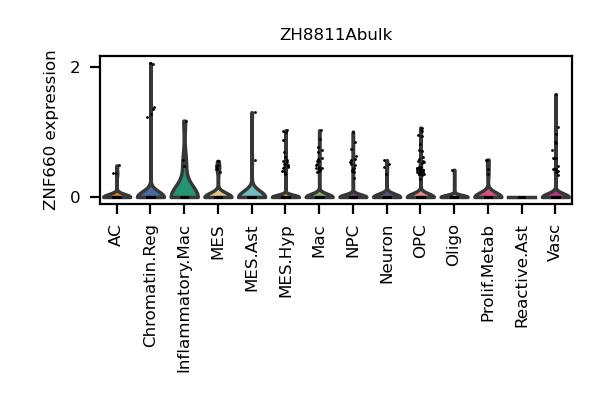 ZH8811Abulk
ZNF660 expression
2
0
AC
Chromatin.Reg
Inflammatory.Mac
MES
MES.Ast
MES.Hyp
Mac
NPC
Neuron
OPC
Oligo
Prolif.Metab
Reactive.Ast
Vasc